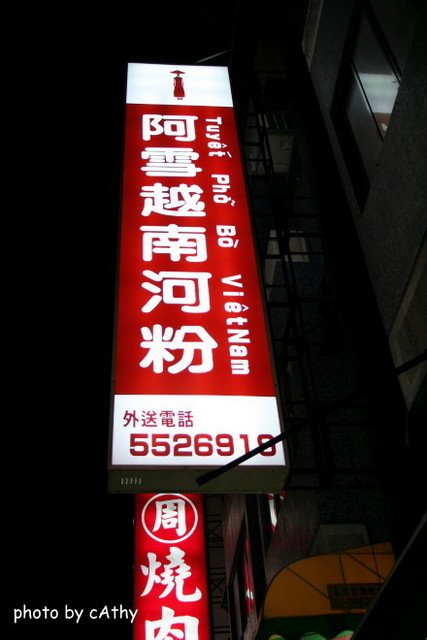 阿雪越南河粉
Tuyết Phở Bò ViệtNam
外送電話
5526910
周
燒肉
photo by cAthy